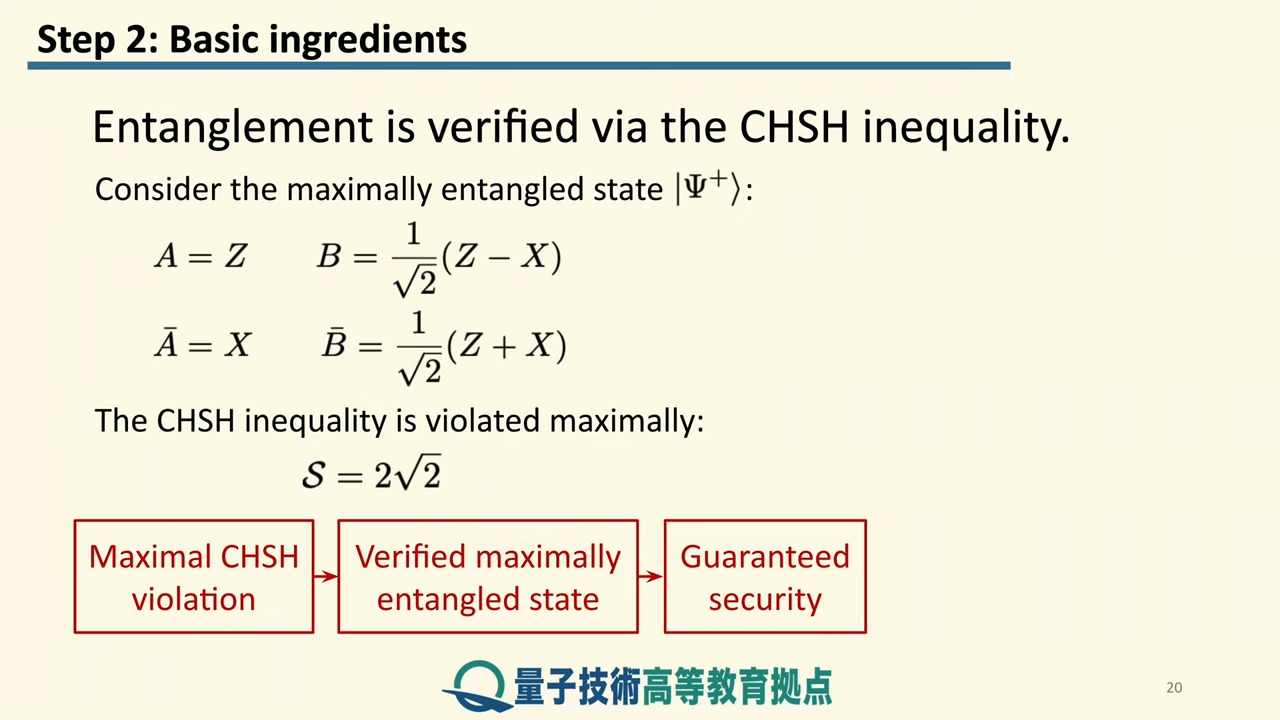 Step 2: Basic ingredients
Entanglement is verified via the CHSH inequality.
Consider the maximally entangled state |Ψ⁺⟩:
A = Z B = 1/√2 (Z − X)
Ā = X B̄ = 1/√2 (Z + X)
The CHSH inequality is violated maximally:
𝒮 = 2√2
Maximal CHSH
violation
Verified maximally
entangled state
Guaranteed
security
量子技術高等教育拠点
20